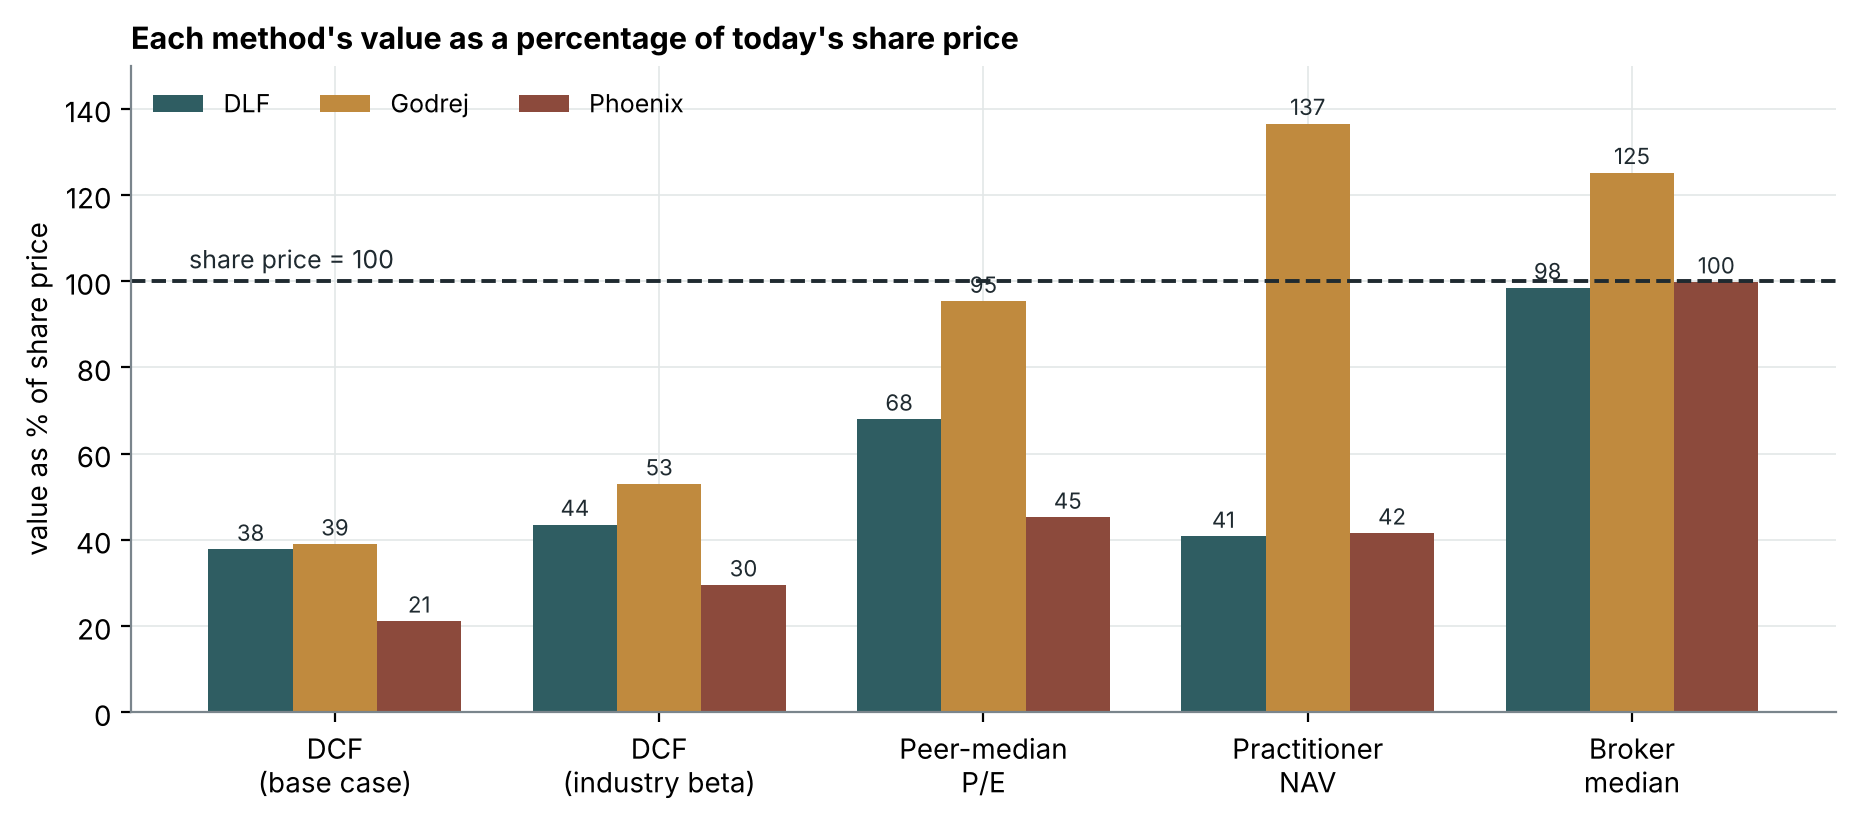 Each method's value as a percentage of today's share price
DLF Godrej Phoenix
value as % of share price
140
120
100
80
60
40
20
0
share price = 100
38 39 21
44 53 30
68 95 45
41 137 42
98 125 100
DCF
(base case)
DCF
(industry beta)
Peer-median
P/E
Practitioner
NAV
Broker
median